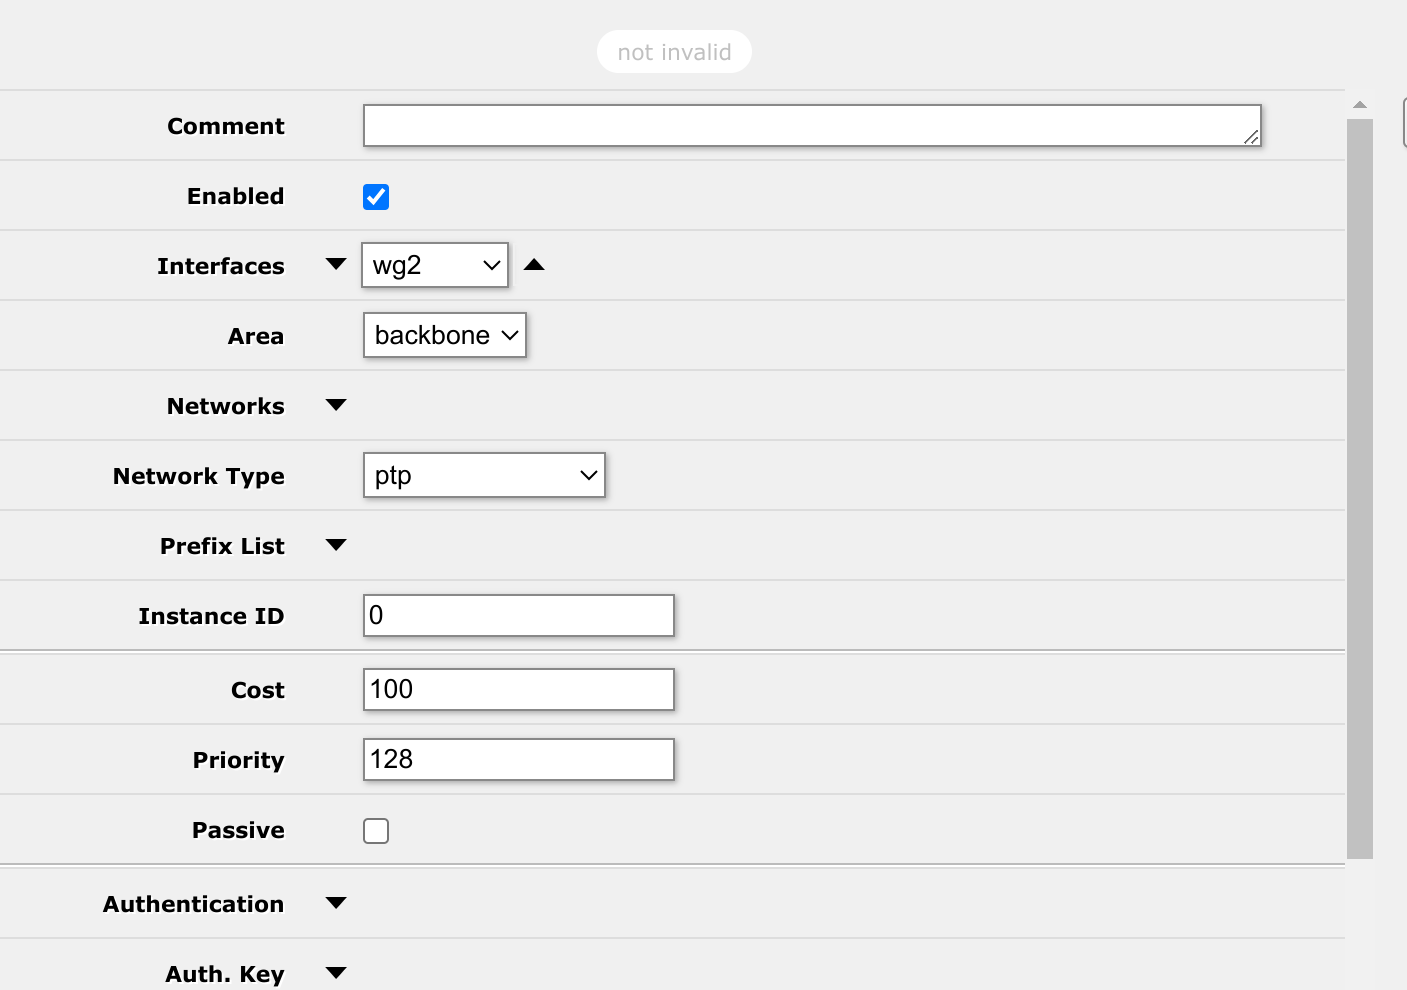 not invalid
Comment
Enabled
Interfaces wg2
Area backbone
Networks
Network Type ptp
Prefix List
Instance ID 0
Cost 100
Priority 128
Passive
Authentication
Auth. Key